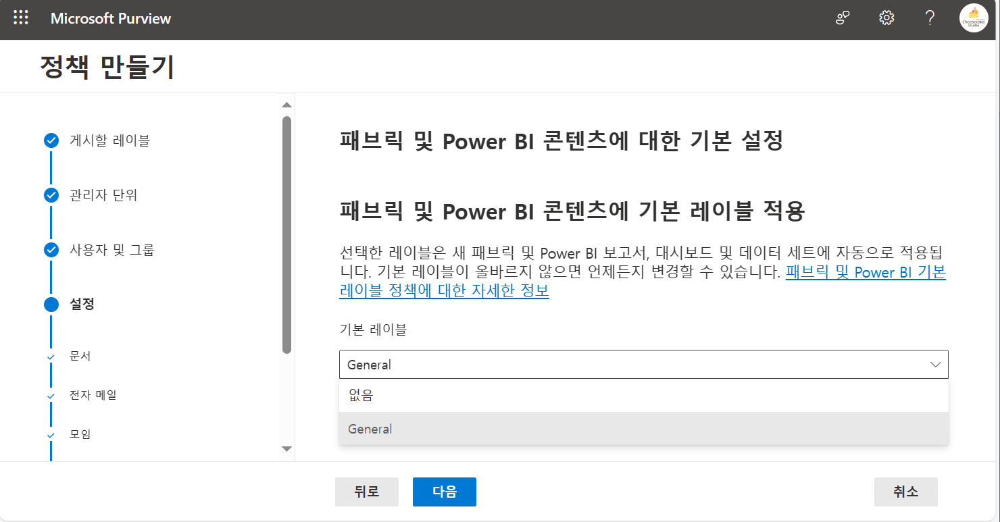 Microsoft Purview
Cheesecake
Studio
정책 만들기
게시할 레이블
관리자 단위
사용자 및 그룹
설정
문서
전자 메일
모임
패브릭 및 Power BI 콘텐츠에 대한 기본 설정
패브릭 및 Power BI 콘텐츠에 기본 레이블 적용
선택한 레이블은 새 패브릭 및 Power BI 보고서, 대시보드 및 데이터 세트에 자동으로 적용됩
니다. 기본 레이블이 올바르지 않으면 언제든지 변경할 수 있습니다. 패브릭 및 Power BI 기본
레이블 정책에 대한 자세한 정보
기본 레이블
General
없음
General
뒤로
다음
취소